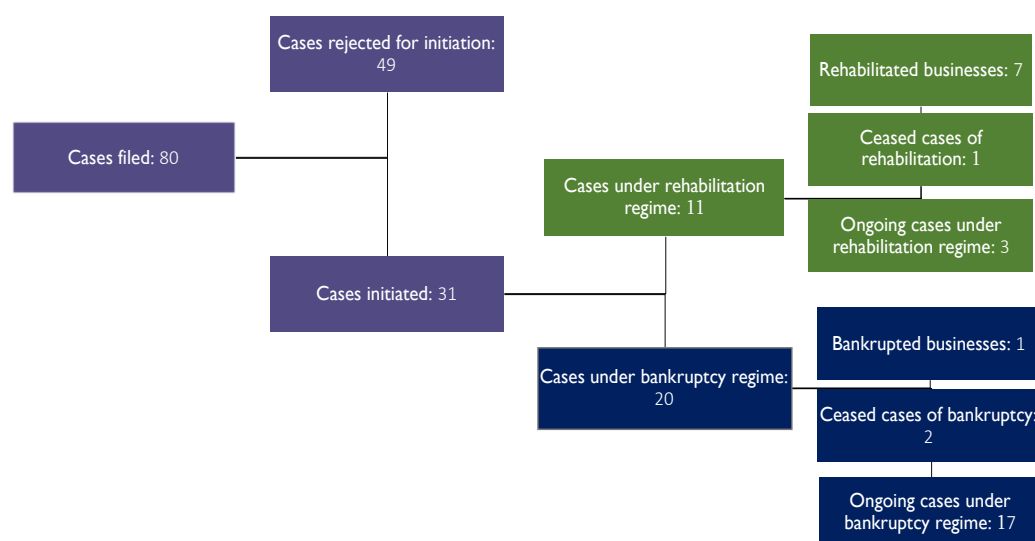 Cases rejected for initiation:
49
Cases filed: 80
Cases initiated: 31
Cases under rehabilitation
regime: 11
Rehabilitated businesses: 7
Ceased cases of
rehabilitation: 1
Ongoing cases under
rehabilitation regime: 3
Cases under bankruptcy regime:
20
Bankrupted businesses: 1
Ceased cases of bankruptcy:
2
Ongoing cases under
bankruptcy regime: 17